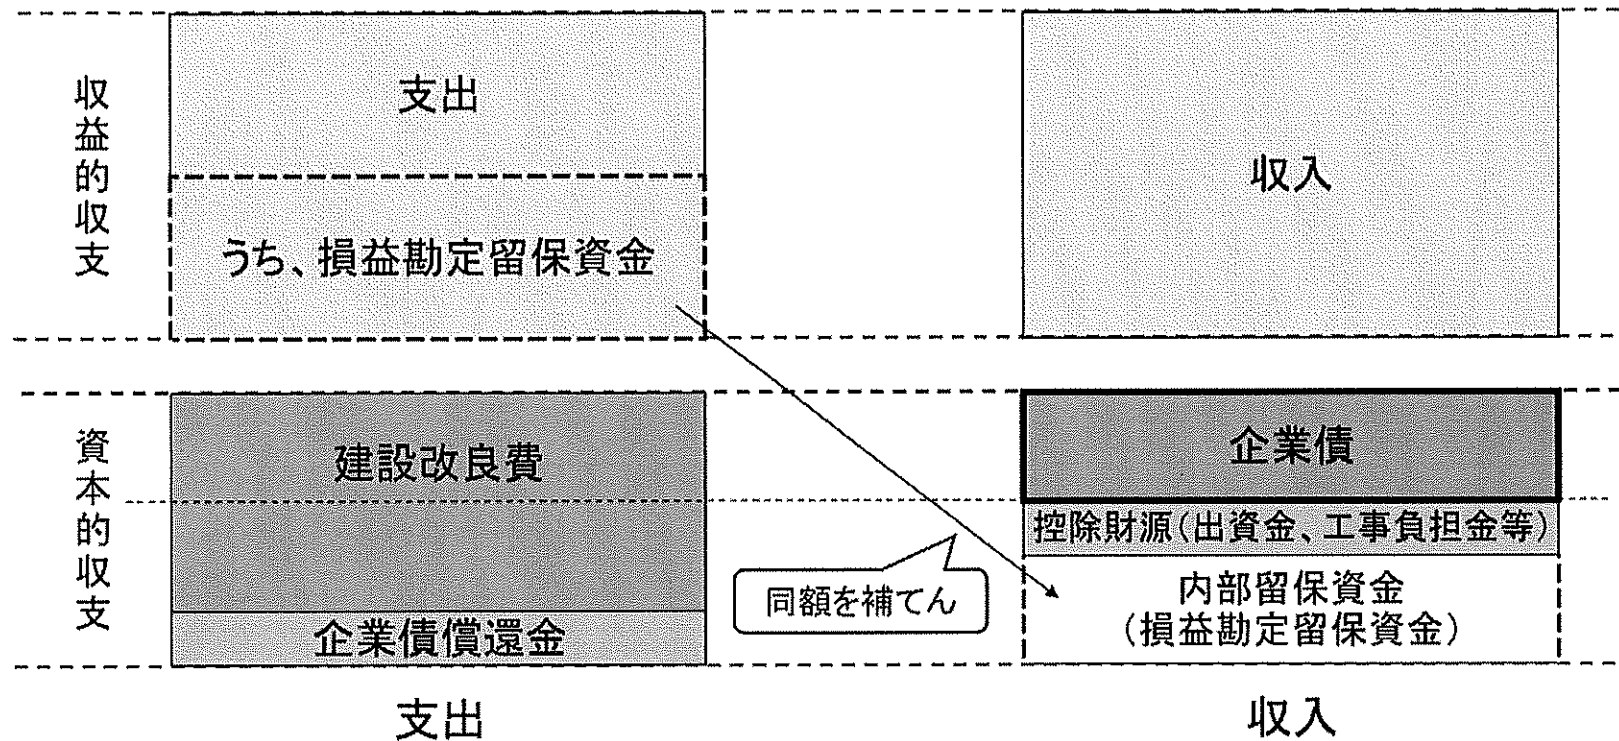 収益的収支
支出
うち、損益勘定留保資金
収入
資本的収支
建設改良費
企業債償還金
企業債
控除財源(出資金、工事負担金等)
内部留保資金
(損益勘定留保資金)
同額を補てん
支出
収入